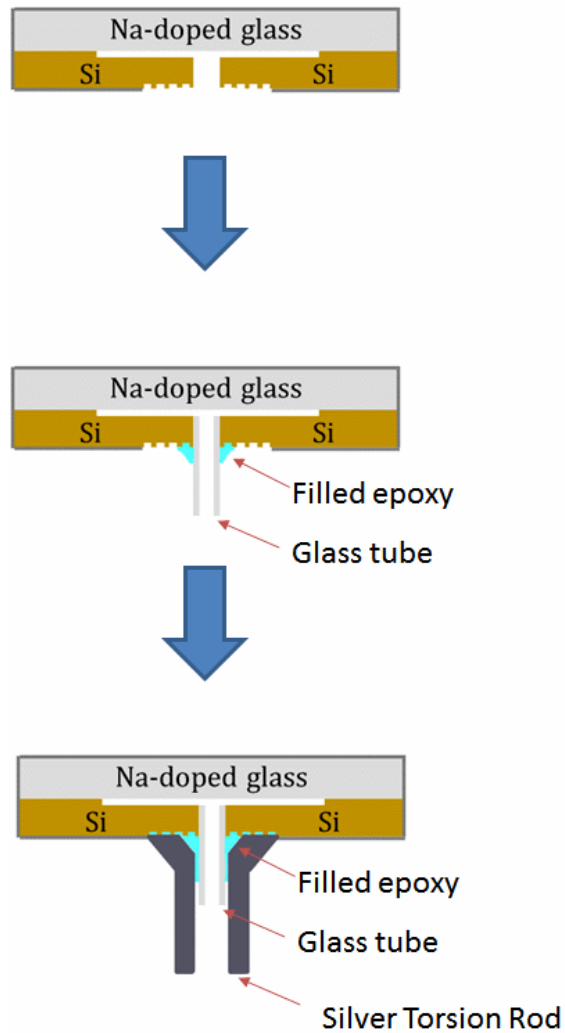 Na-doped glass
Si Si
Na-doped glass
Si Si
Filled epoxy
Glass tube
Na-doped glass
Si Si
Filled epoxy
Glass tube
Silver Torsion Rod